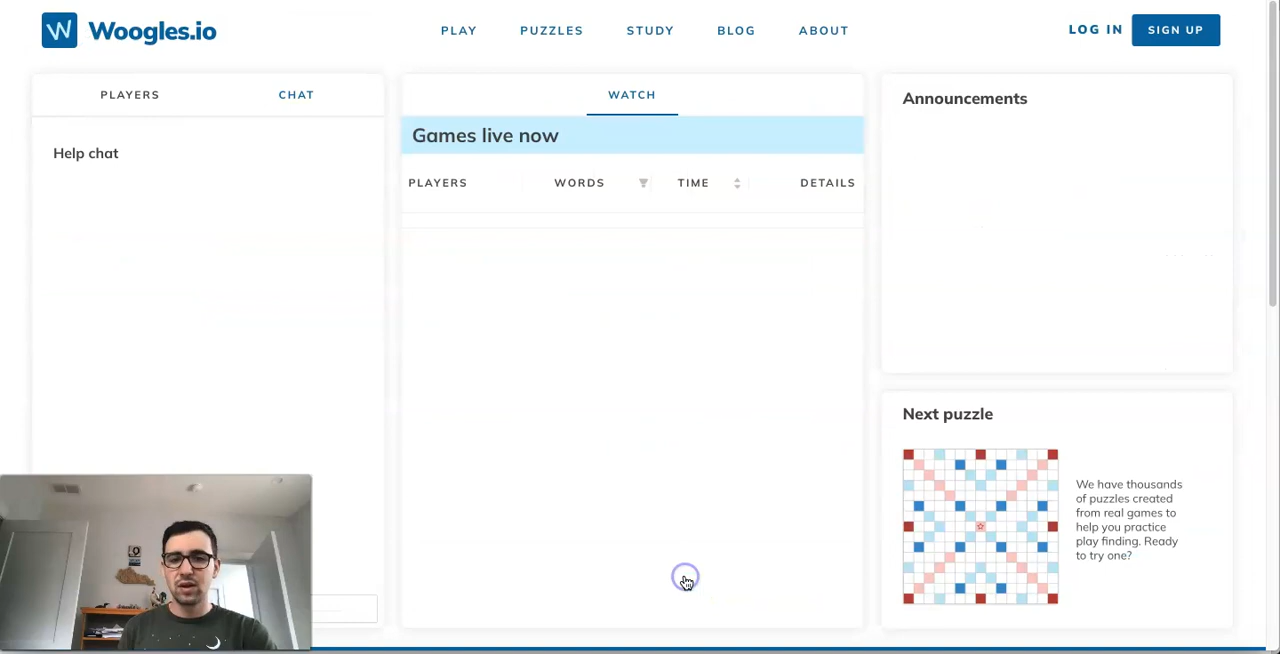 Woogles.io
PLAY
PUZZLES
STUDY
BLOG
ABOUT
LOG IN
SIGN UP
PLAYERS
CHAT
Help chat
WATCH
Games live now
PLAYERS
WORDS
TIME
DETAILS
Announcements
Next puzzle
We have thousands
of puzzles created
from real games to
help you practice
play finding. Ready
to try one?